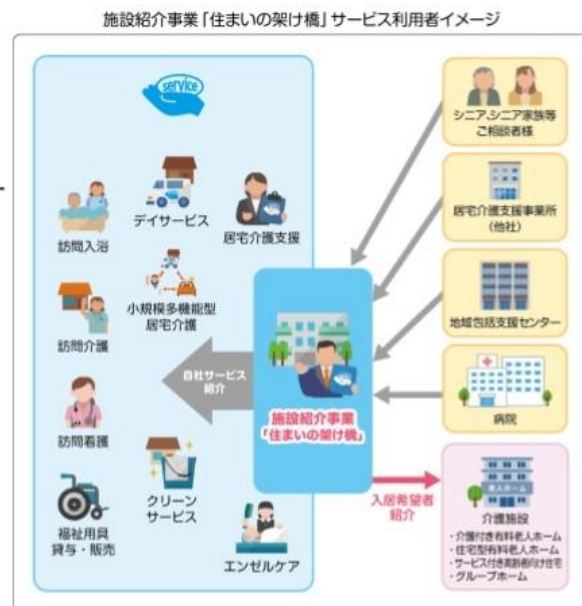 施設紹介事業「住まいの架け橋」サービス利用者イメージ
service
訪問入浴
デイサービス
居宅介護支援
訪問介護
小規模多機能型
居宅介護
訪問看護
クリーン
サービス
福祉用具
貸与・販売
エンゼルケア
自社サービス
紹介
施設紹介事業
「住まいの架け橋」
シニア、シニア家族等
ご相談者様
居宅介護支援事業所
(他社)
地域包括支援センター
病院
入居希望者
紹介
老人ホーム
介護施設
・介護付き有料老人ホーム
・住宅型有料老人ホーム
・サービス付き高齢者向け住宅
・グループホーム